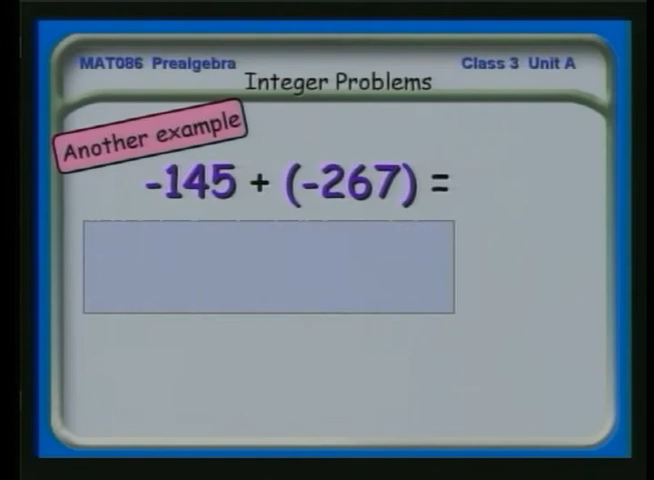 MAT086 Prealgebra
Class 3 Unit A
Integer Problems
Another example
-145 + (-267) =